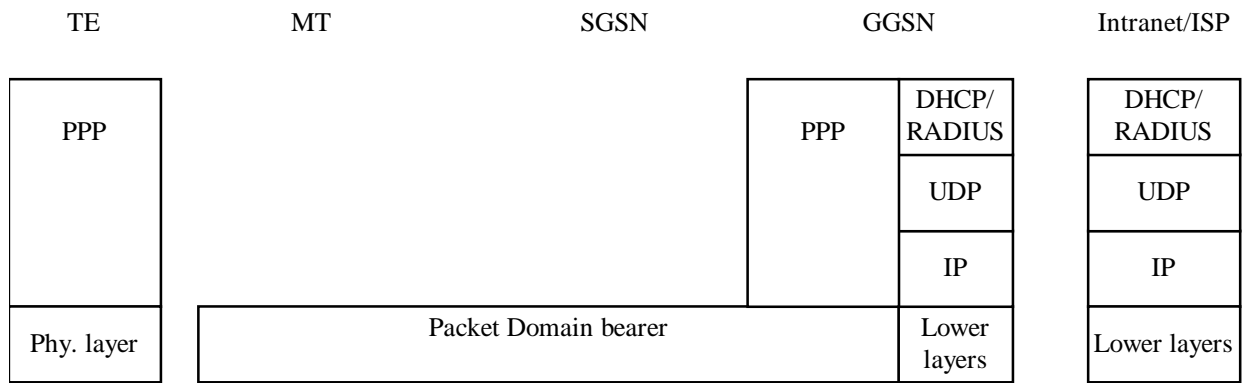 TE MT SGSN GGSN Intranet/ISP
PPP
PPP
DHCP/
RADIUS
DHCP/
RADIUS
UDP
UDP
IP
IP
Phy. layer
Packet Domain bearer
Lower
layers
Lower layers